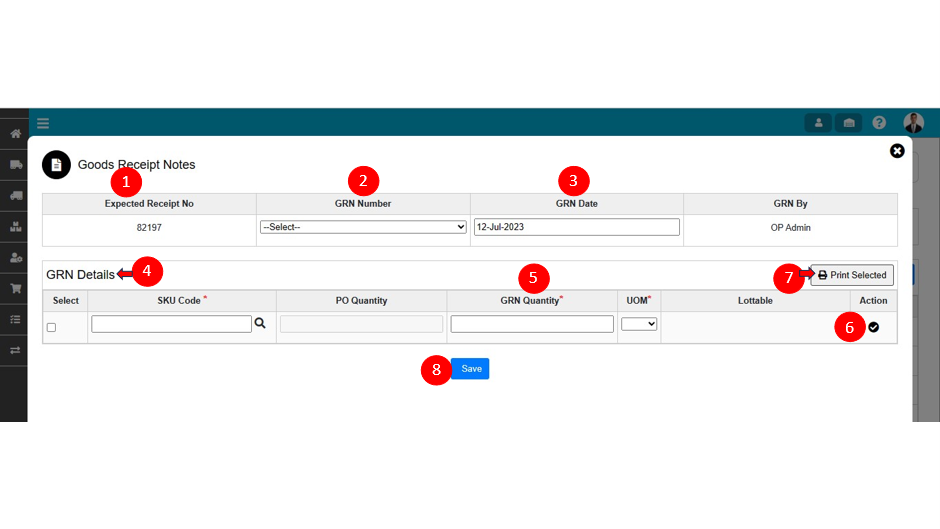 Goods Receipt Notes
1
2
3
Expected Receipt No GRN Number GRN Date GRN By
82197 --Select-- 12-Jul-2023 OP Admin
GRN Details 4 5 7 Print Selected
Select SKU Code * PO Quantity GRN Quantity* UOM* Lottable Action
6
8 Save